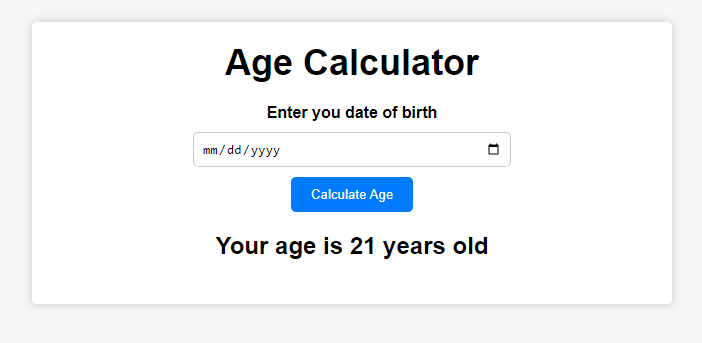 Age Calculator
Enter you date of birth
mm/dd/yyyy
Calculate Age
Your age is 21 years old